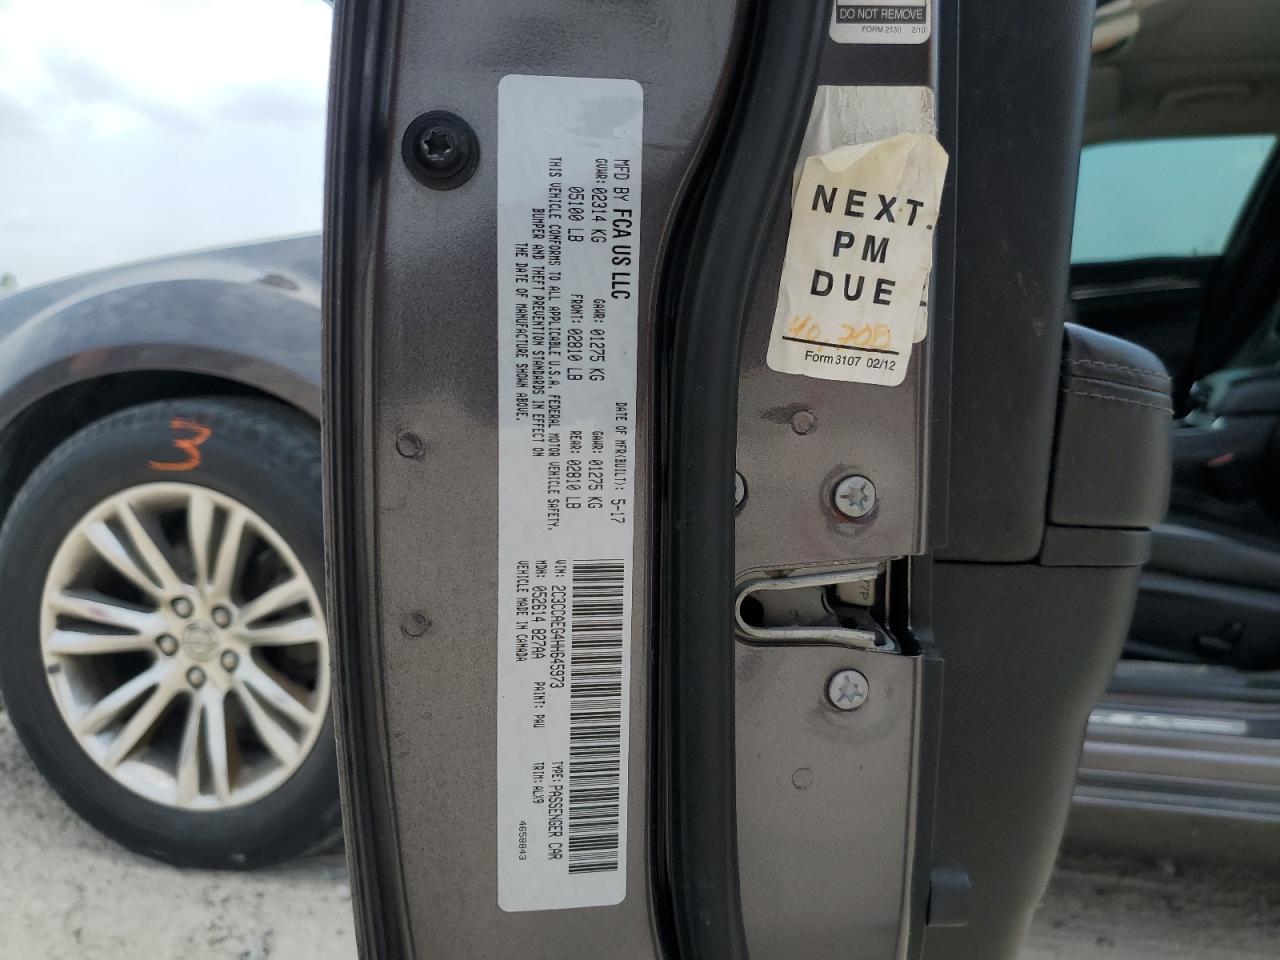 MFD BY FCA US LLC
DATE OF MFR(BUILT): 5-17
GVWR: 02314 KG
GAWR: 01275 KG
GAWR: 01275 KG
05100 LB
FRONT: 02810 LB
REAR: 02810 LB
THIS VEHICLE CONFORMS TO ALL APPLICABLE U.S.A. FEDERAL MOTOR VEHICLE SAFETY,
BUMPER AND THEFT PREVENTION STANDARDS IN EFFECT ON
THE DATE OF MANUFACTURE SHOWN ABOVE.
VIN: 2C3CCAEG4HH645973
TYPE: PASSENGER CAR
MDH: 052614 827AA
PAINT: PAU
TRIM: ALX9
VEHICLE MADE IN CANADA
4658843
DO NOT REMOVE
FORM 2130 2/10
NEXT
PM
DUE
40,200
Form 3107 02/12
3